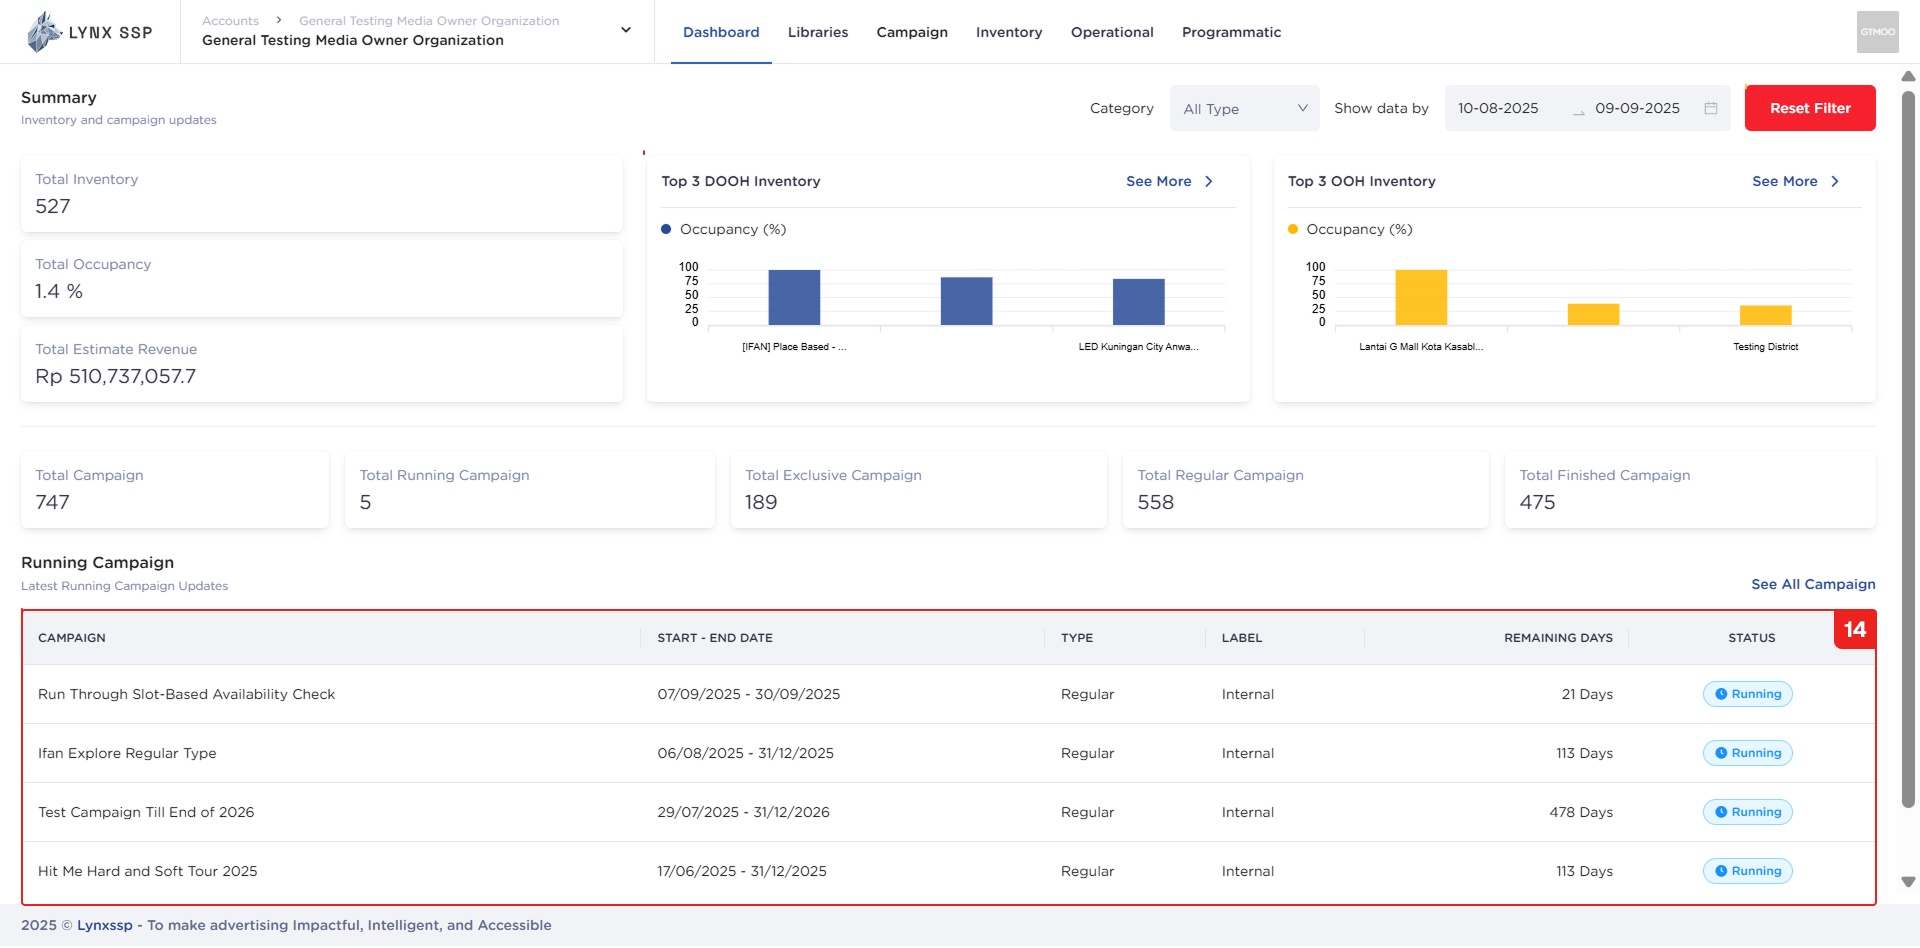 LYNX SSP
Accounts > General Testing Media Owner Organization
General Testing Media Owner Organization
Dashboard
Libraries
Campaign
Inventory
Operational
Programmatic
GTMOO
Summary
Inventory and campaign updates
Category
All Type
Show data by
10-08-2025
09-09-2025
Reset Filter
Total Inventory
527
Total Occupancy
1.4 %
Total Estimate Revenue
Rp 510,737,057.7
Top 3 DOOH Inventory
See More
Occupancy (%)
100
75
50
25
0
[IFAN] Place Based - ...
LED Kuningan City Anwa...
Top 3 OOH Inventory
See More
Occupancy (%)
100
75
50
25
0
Lantai G Mall Kota Kasabl...
Testing District
Total Campaign
747
Total Running Campaign
5
Total Exclusive Campaign
189
Total Regular Campaign
558
Total Finished Campaign
475
Running Campaign
Latest Running Campaign Updates
See All Campaign
14
CAMPAIGN START - END DATE TYPE LABEL REMAINING DAYS STATUS
Run Through Slot-Based Availability Check 07/09/2025 - 30/09/2025 Regular Internal 21 Days Running
Ifan Explore Regular Type 06/08/2025 - 31/12/2025 Regular Internal 113 Days Running
Test Campaign Till End of 2026 29/07/2025 - 31/12/2026 Regular Internal 478 Days Running
Hit Me Hard and Soft Tour 2025 17/06/2025 - 31/12/2025 Regular Internal 113 Days Running
2025 © Lynxssp - To make advertising Impactful, Intelligent, and Accessible